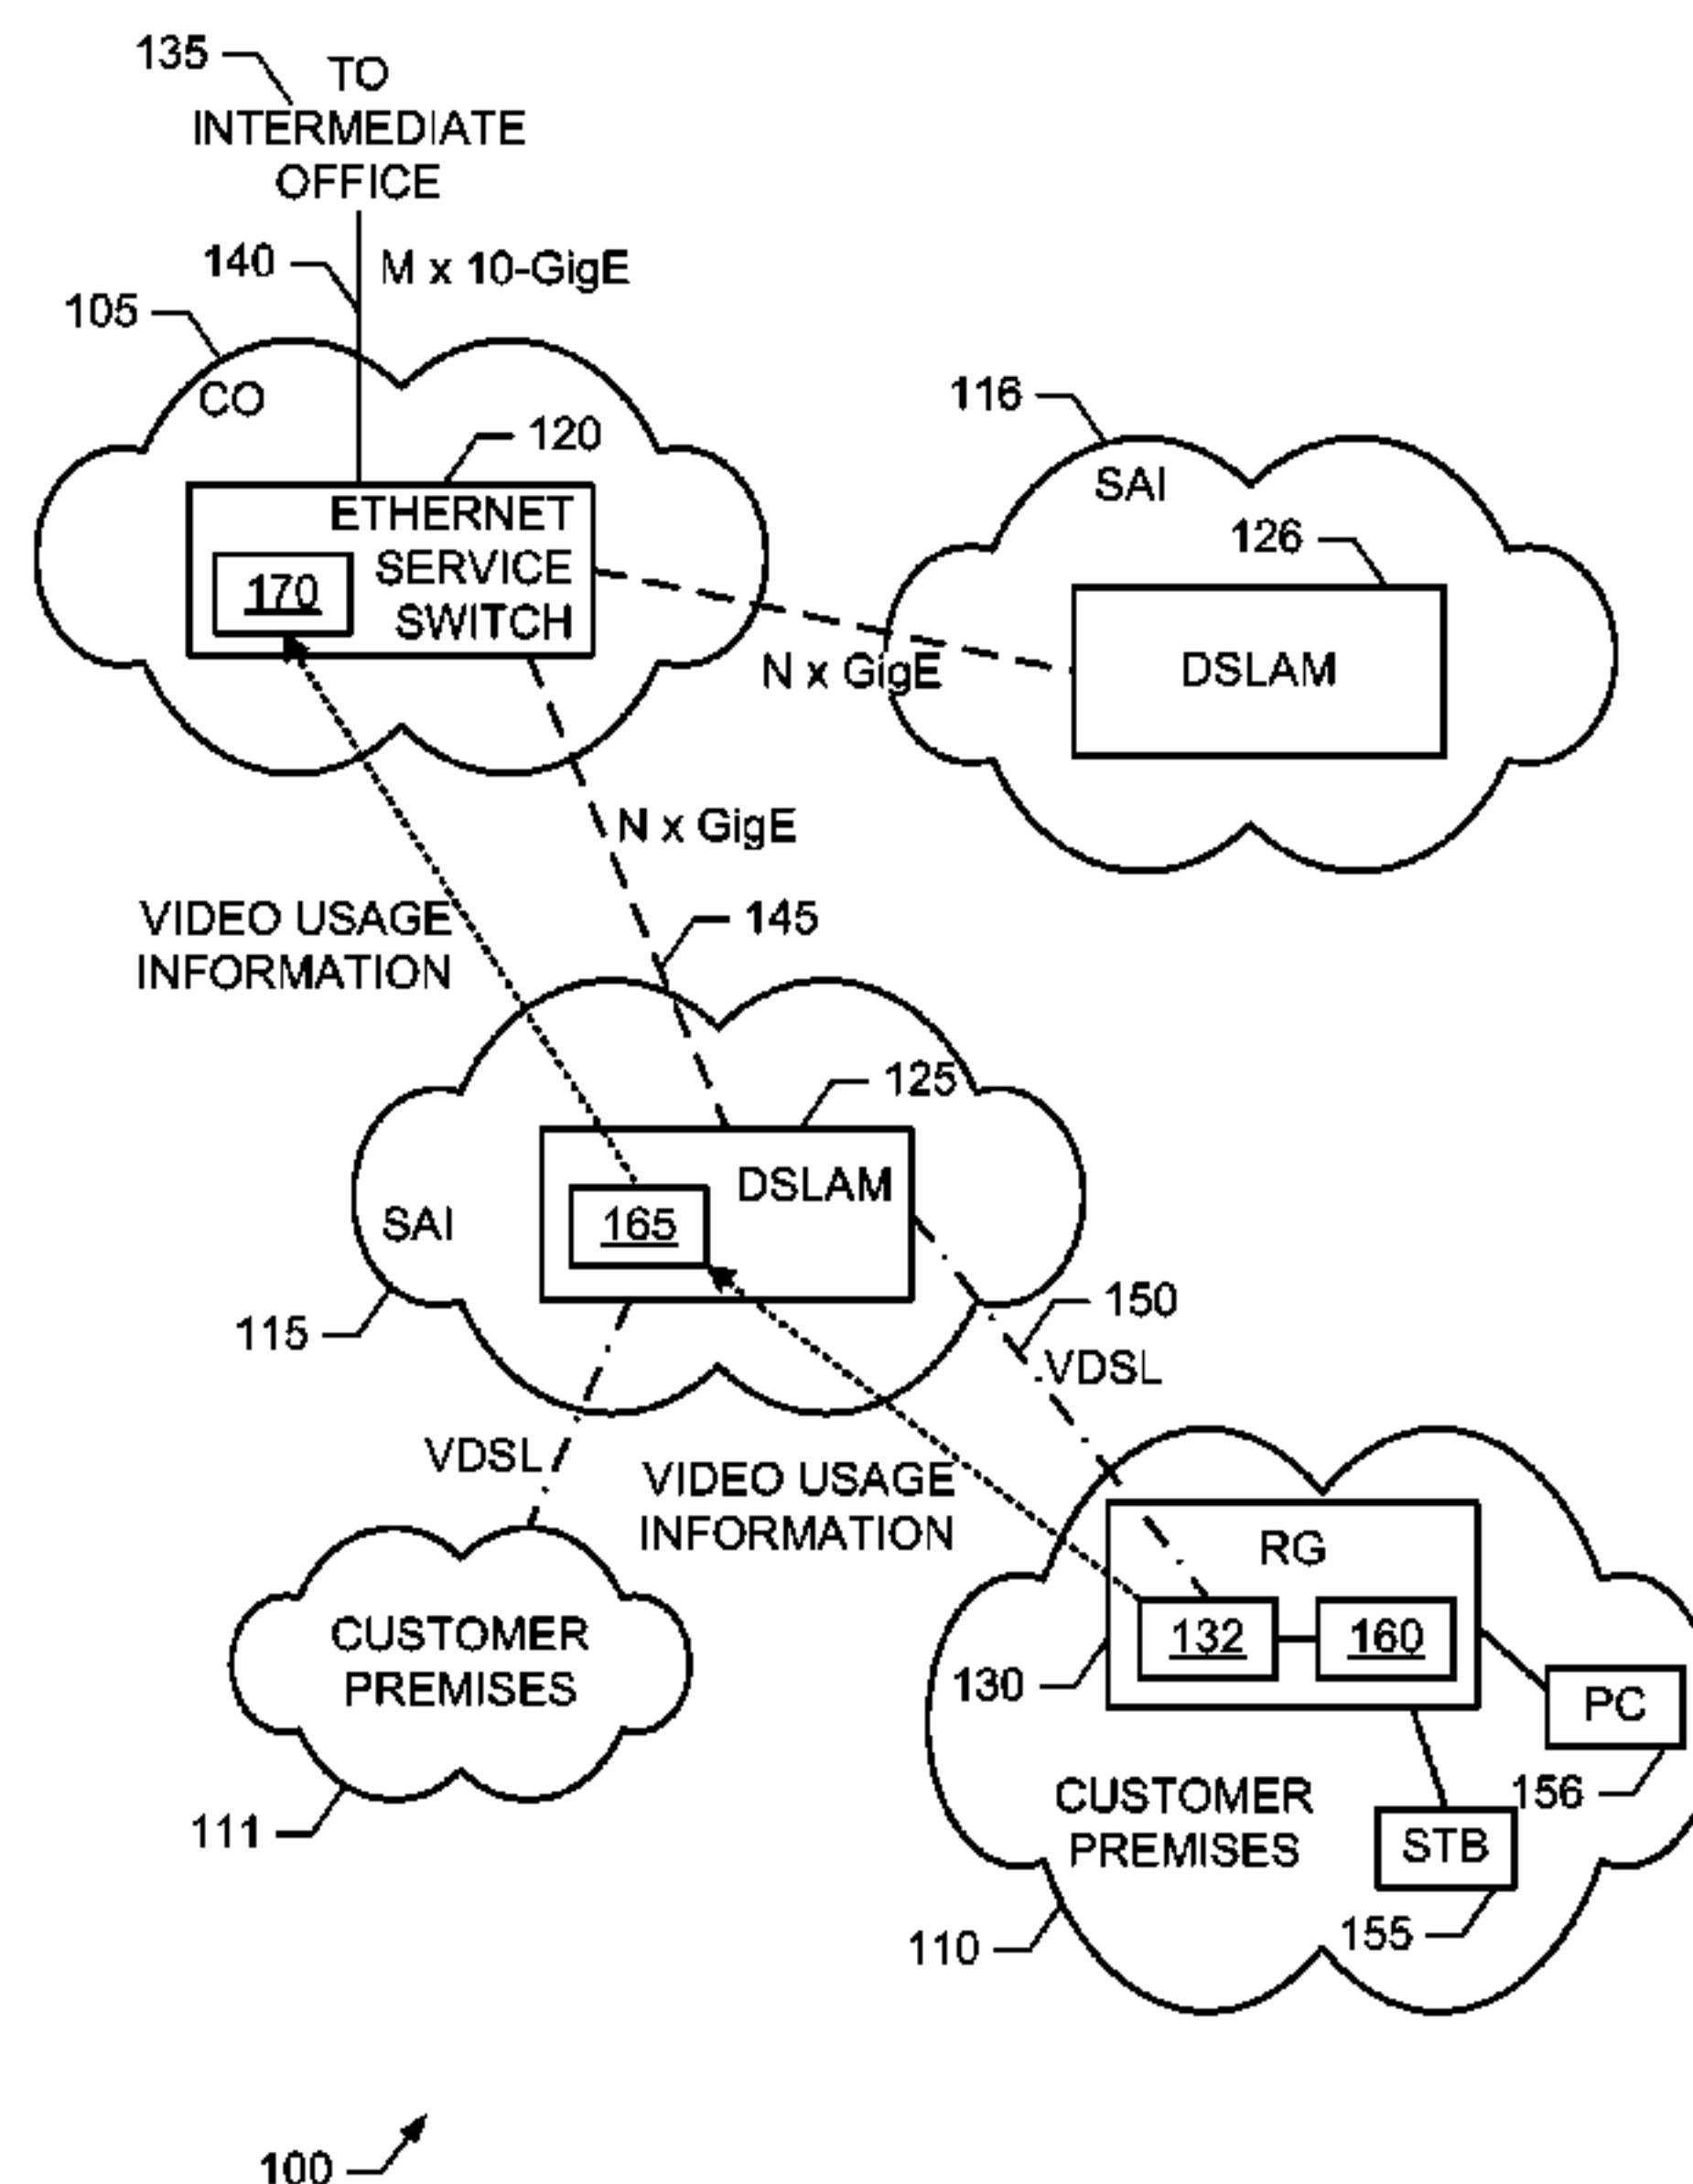 135
TO
INTERMEDIATE
OFFICE
140
M x 10-GigE
105
CO
120
116
SAI
ETHERNET
SERVICE
SWITCH
170
126
DSLAM
N x GigE
N x GigE
VIDEO USAGE
INFORMATION
145
125
DSLAM
165
SAI
115
150
VDSL
VDSL
VIDEO USAGE
INFORMATION
RG
132
160
130
CUSTOMER
PREMISES
111
PC
156
CUSTOMER
PREMISES
STB
155
110
100